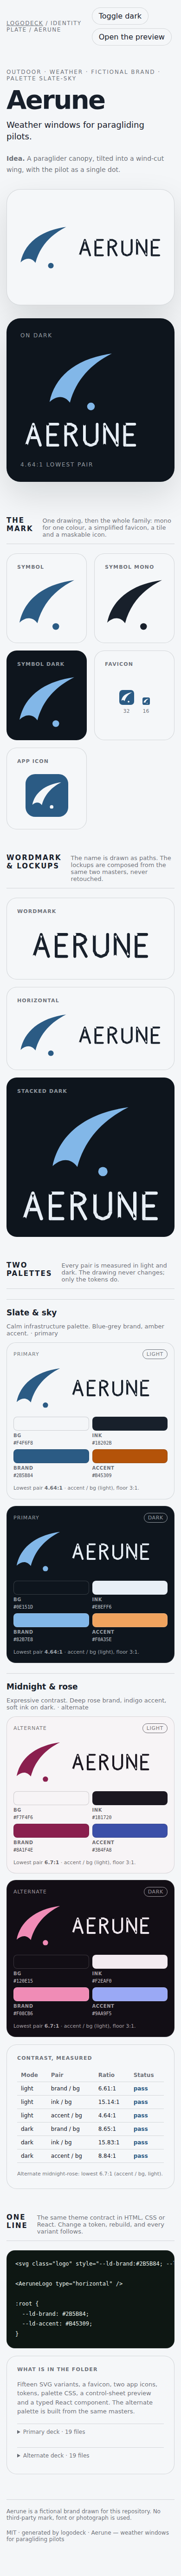 LOGODECK / IDENTITY
PLATE / AERUNE
Toggle dark
Open the preview
OUTDOOR · WEATHER · FICTIONAL BRAND ·
PALETTE SLATE-SKY
Aerune
Weather windows for paragliding
pilots.
Idea. A paraglider canopy, tilted into a wind-cut
wing, with the pilot as a single dot.
AERUNE
ON DARK
AERUNE
4.64:1 LOWEST PAIR
THE
MARK
One drawing, then the whole family: mono
for one colour, a simplified favicon, a tile
and a maskable icon.
SYMBOL
SYMBOL MONO
SYMBOL DARK
FAVICON
32
16
APP ICON
WORDMARK
& LOCKUPS
The name is drawn as paths. The
lockups are composed from the
same two masters, never
retouched.
WORDMARK
AERUNE
HORIZONTAL
AERUNE
STACKED DARK
AERUNE
TWO
PALETTES
Every pair is measured in light and
dark. The drawing never changes;
only the tokens do.
Slate & sky
Calm infrastructure palette. Blue-grey brand, amber
accent. · primary
PRIMARY
LIGHT
AERUNE
BG
#F4F6F8
INK
#18202B
BRAND
#2B5B84
ACCENT
#B45309
Lowest pair 4.64:1 · accent / bg (light), floor 3:1.
PRIMARY
DARK
AERUNE
BG
#0E151D
INK
#E8EFF6
BRAND
#82B7E8
ACCENT
#F0A35E
Lowest pair 4.64:1 · accent / bg (light), floor 3:1.
Midnight & rose
Expressive contrast. Deep rose brand, indigo accent,
soft ink on dark. · alternate
ALTERNATE
LIGHT
AERUNE
BG
#F7F4F6
INK
#1B1720
BRAND
#8A1F4E
ACCENT
#3B4FA6
Lowest pair 6.7:1 · accent / bg (light), floor 3:1.
ALTERNATE
DARK
AERUNE
BG
#120E15
INK
#F2EAF0
BRAND
#F08CB6
ACCENT
#9AA9F5
Lowest pair 6.7:1 · accent / bg (light), floor 3:1.
CONTRAST, MEASURED
Mode Pair Ratio Status
light brand / bg 6.61:1 pass
light ink / bg 15.14:1 pass
light accent / bg 4.64:1 pass
dark brand / bg 8.65:1 pass
dark ink / bg 15.83:1 pass
dark accent / bg 8.84:1 pass
Alternate midnight-rose: lowest 6.7:1 (accent / bg, light).
ONE
LINE
The same theme contract in HTML, CSS or
React. Change a token, rebuild, and every
variant follows.
<svg class="logo" style="--ld-brand:#2B5B84; --
<AeruneLogo type="horizontal" />
:root {
--ld-brand: #2B5B84;
--ld-accent: #B45309;
}
WHAT IS IN THE FOLDER
Fifteen SVG variants, a favicon, two app icons,
tokens, palette CSS, a control-sheet preview
and a typed React component. The alternate
palette is built from the same masters.
▸ Primary deck · 19 files
▸ Alternate deck · 19 files
Aerune is a fictional brand drawn for this repository. No
third-party mark, font or photograph is used.
MIT · generated by logodeck · Aerune — weather windows
for paragliding pilots